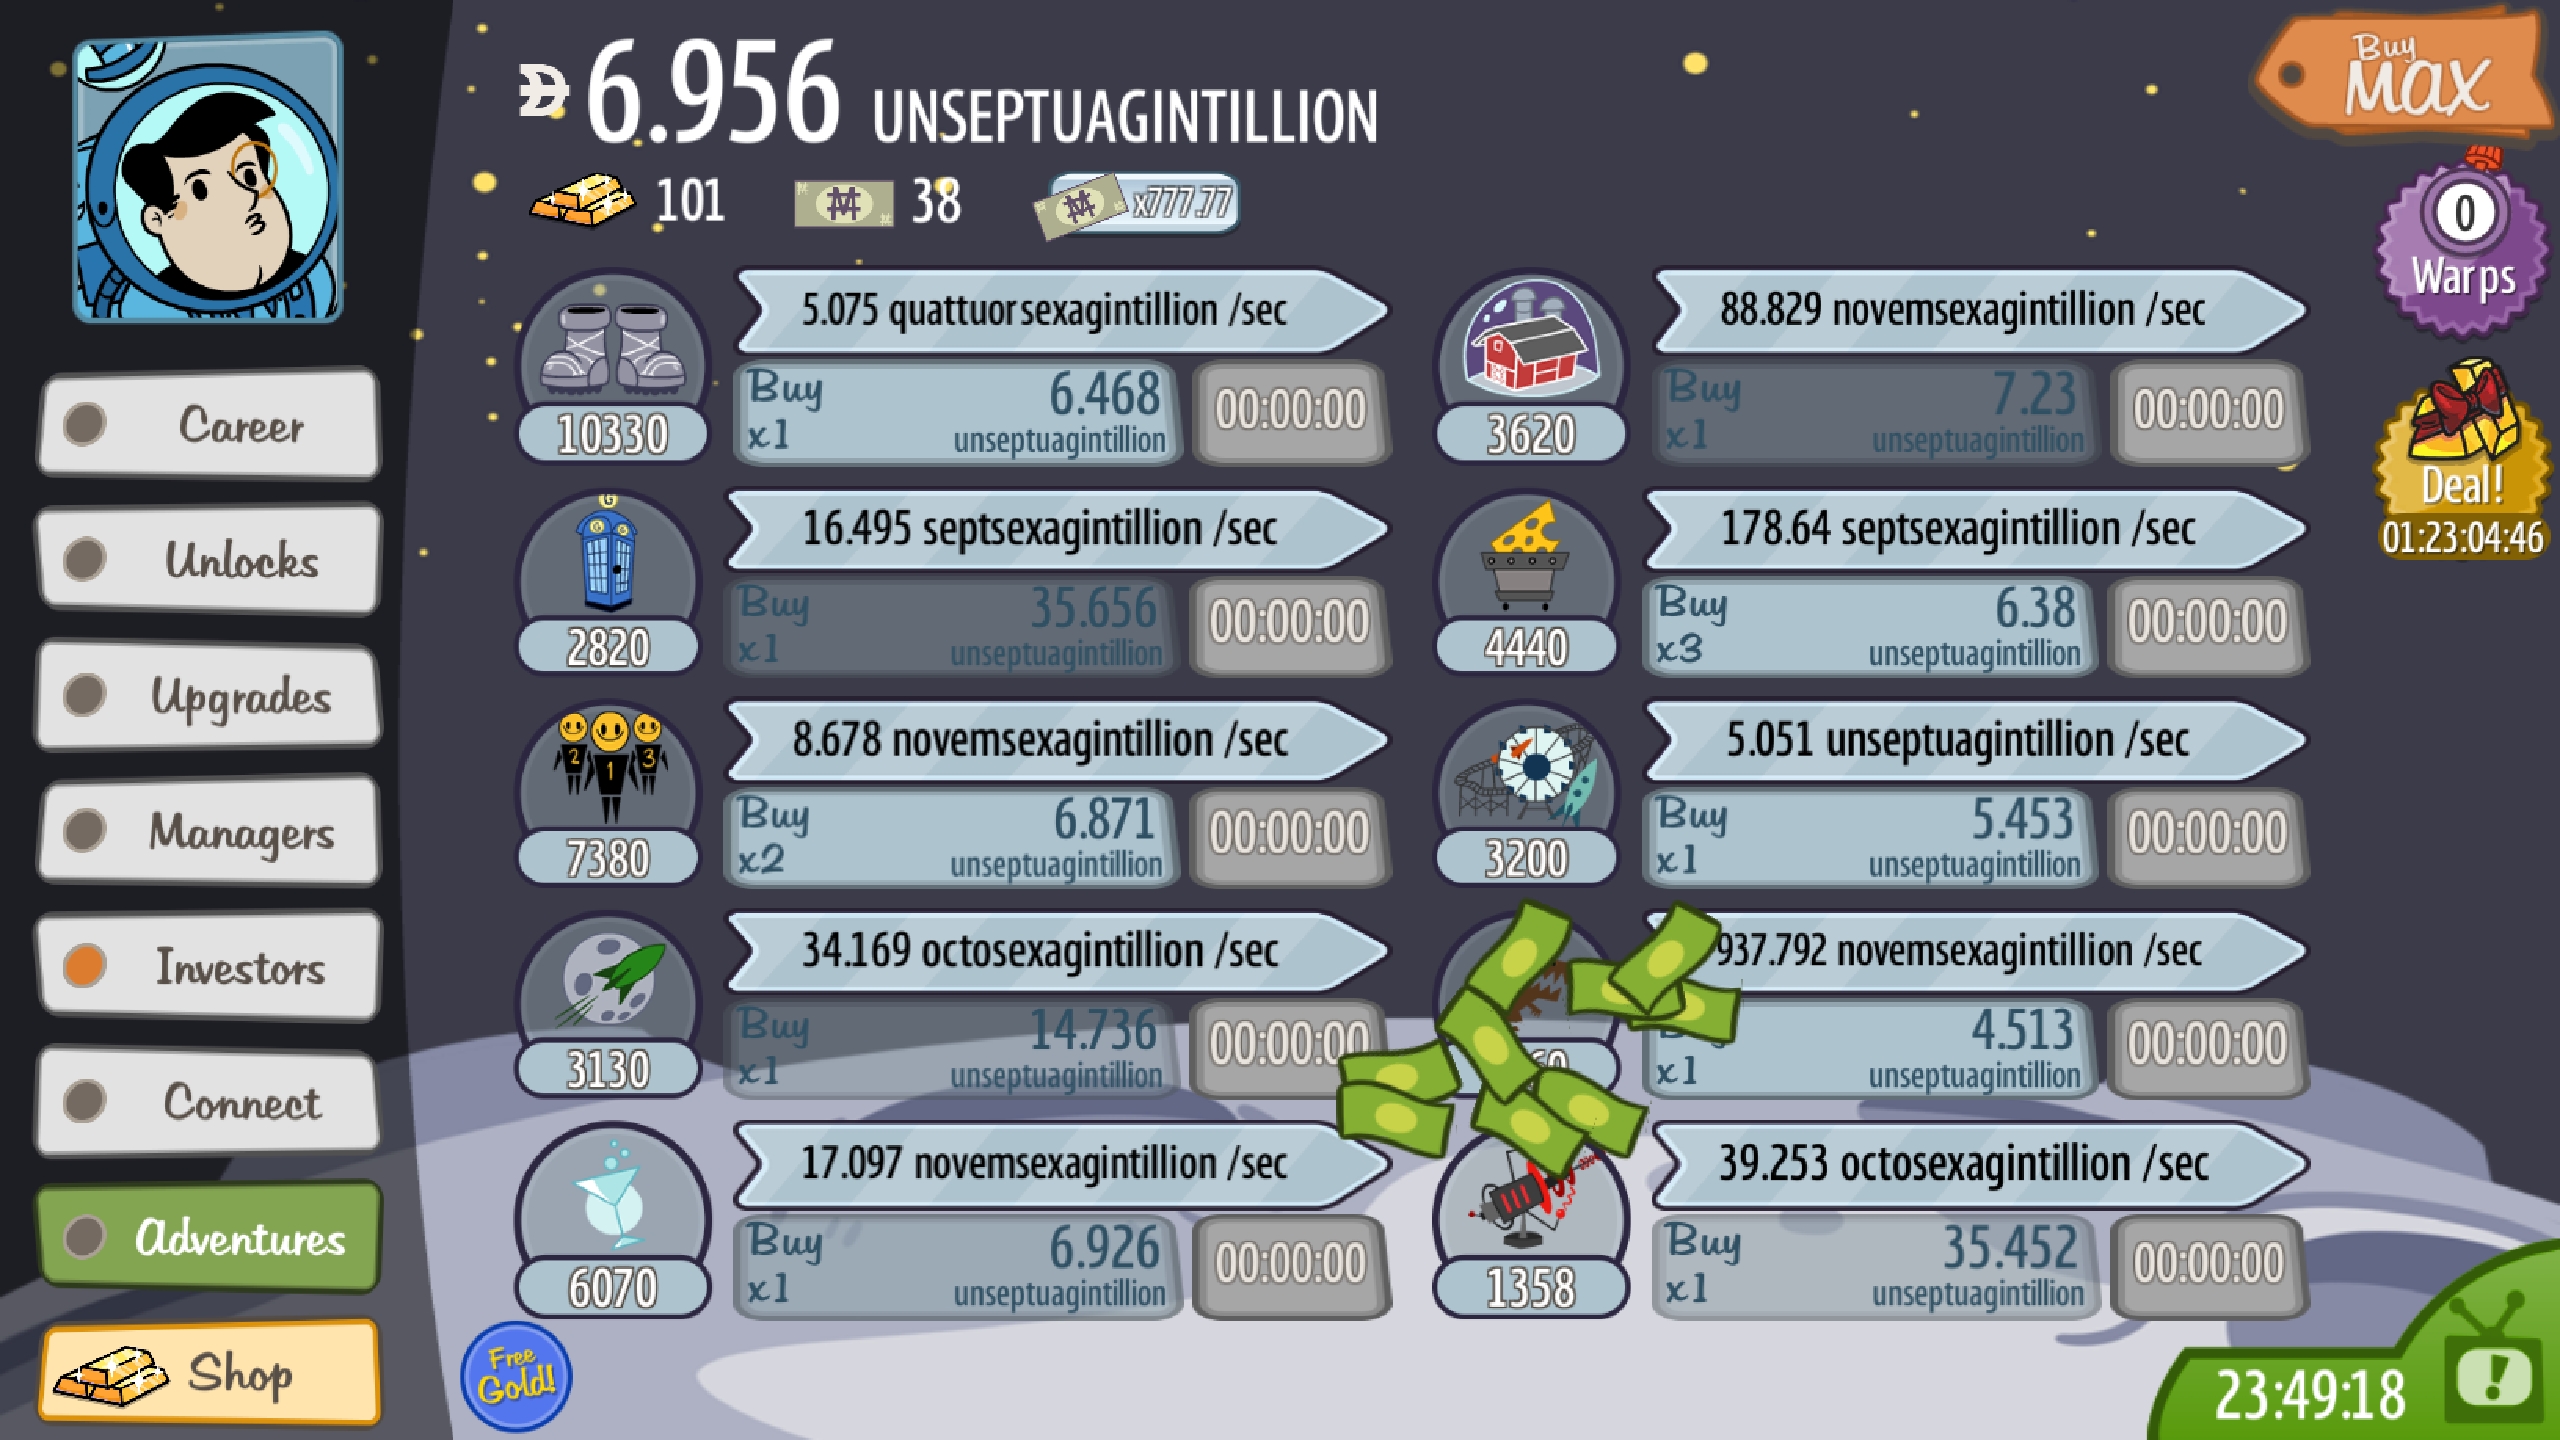 6.956 UNSEPTUAGINTILLION
101 38 x777.77
Buy
MAX
0
Warps
Deal!
01:23:04:46
Career
Unlocks
Upgrades
Managers
Investors
Connect
Adventures
Shop
5.075 quattuorsexagintillion /sec
Buy 6.468
x1 unseptuagintillion
00:00:00
10330
88.829 novemsexagintillion /sec
Buy 7.23
x1 unseptuagintillion
00:00:00
3620
16.495 septsexagintillion /sec
Buy 35.656
x1 unseptuagintillion
00:00:00
G
G G
2820
178.64 septsexagintillion /sec
Buy 6.38
x3 unseptuagintillion
00:00:00
4440
8.678 novemsexagintillion /sec
Buy 6.871
x2 unseptuagintillion
00:00:00
2 1 3
7380
5.051 unseptuagintillion /sec
Buy 5.453
x1 unseptuagintillion
00:00:00
3200
34.169 octosexagintillion /sec
Buy 14.736
x1 unseptuagintillion
00:00:00
3130
937.792 novemsexagintillion /sec
4.513
x1 unseptuagintillion
00:00:00
17.097 novemsexagintillion /sec
Buy 6.926
x1 unseptuagintillion
00:00:00
6070
39.253 octosexagintillion /sec
Buy 35.452
x1 unseptuagintillion
00:00:00
1358
Free
Gold!
23:49:18
!